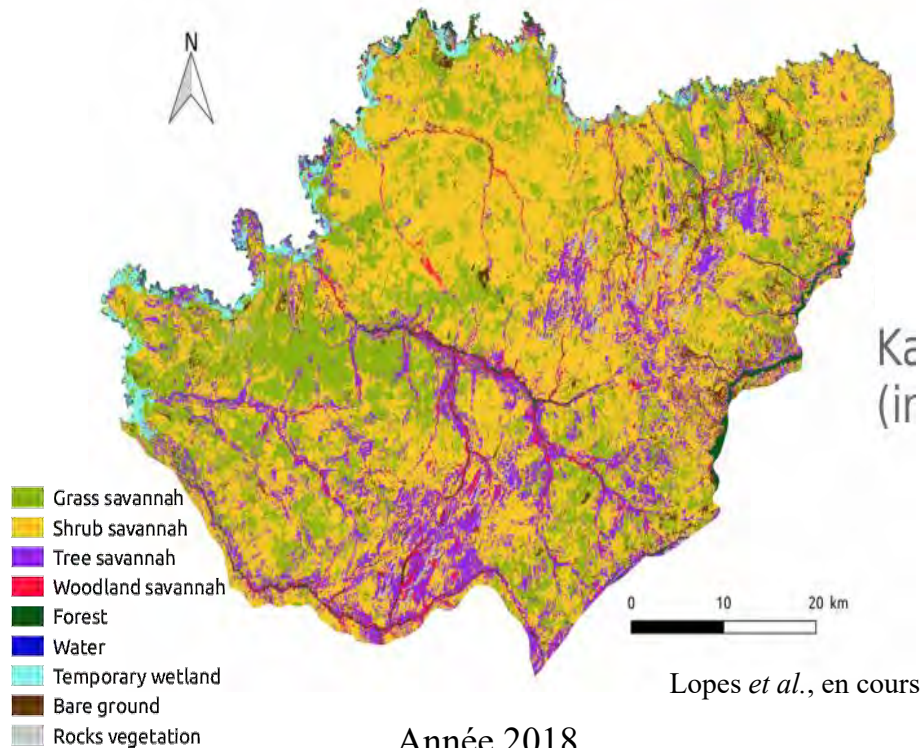 N
Ka
(in
Grass savannah
Shrub savannah
Tree savannah
Woodland savannah
Forest
Water
Temporary wetland
Bare ground
Rocks vegetation
0 10 20 km
Lopes et al., en cours
Année 2018